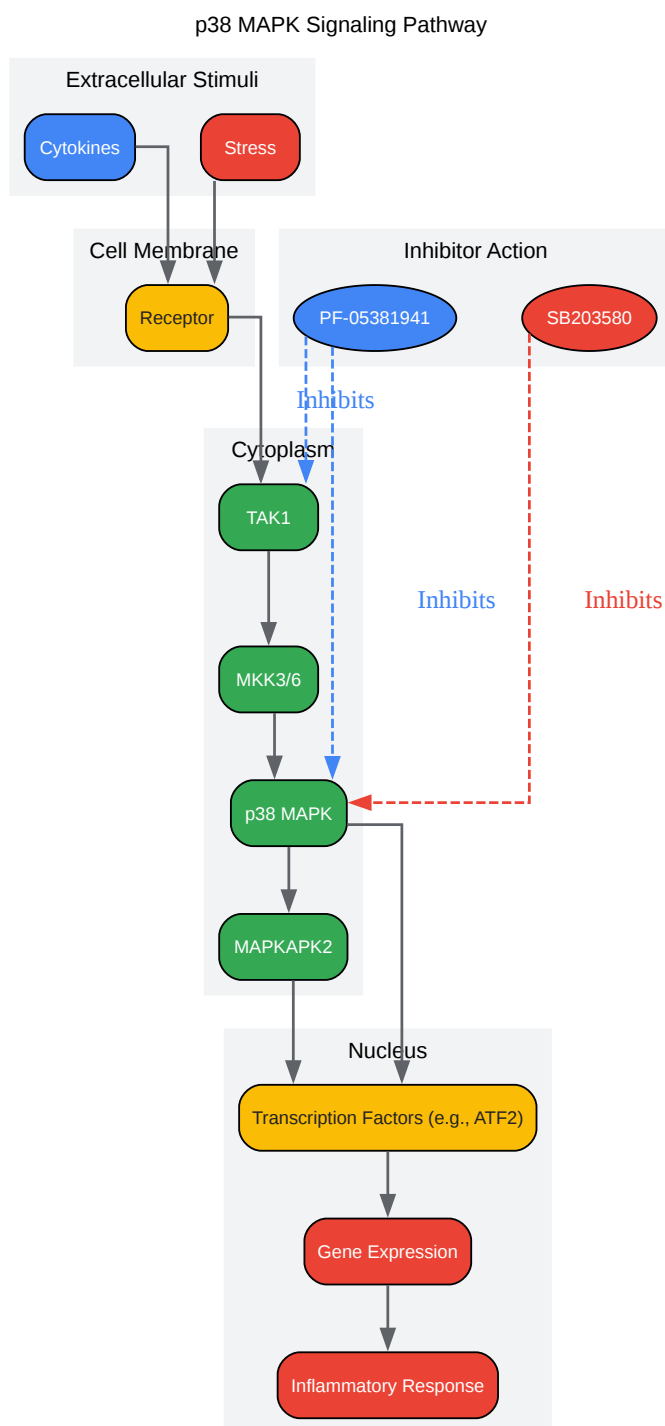 p38 MAPK Signaling Pathway
Extracellular Stimuli
Cytokines
Stress
Cell Membrane
Inhibitor Action
Receptor
PF-05381941
SB203580
Inhibits
Cytoplasm
TAK1
Inhibits
Inhibits
MKK3/6
p38 MAPK
MAPKAPK2
Nucleus
Transcription Factors (e.g., ATF2)
Gene Expression
Inflammatory Response